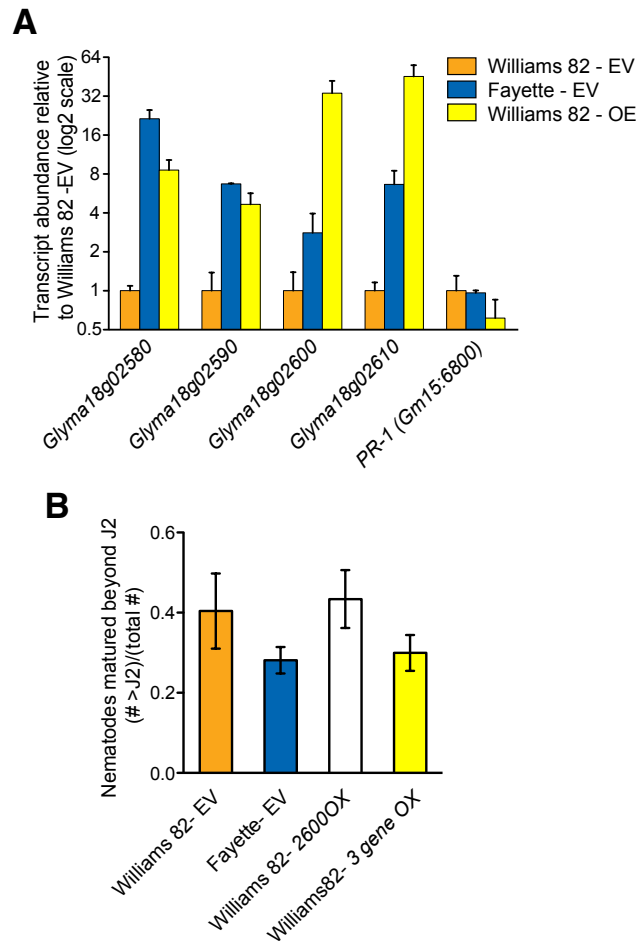 A
Transcript abundance relative
to Williams 82 -EV (log2 scale)
64
32
16
8
4
2
1
0.5
Williams 82 - EV
Fayette - EV
Williams 82 - OE
Glyma18g02580
Glyma18g02590
Glyma18g02600
Glyma18g02610
PR-1 (Gm15:6800)
B
Nematodes matured beyond J2
(# >J2)/(total #)
0.6
0.4
0.2
0.0
Williams 82- EV
Fayette- EV
Williams 82- 2600OX
Williams82- 3 gene OX